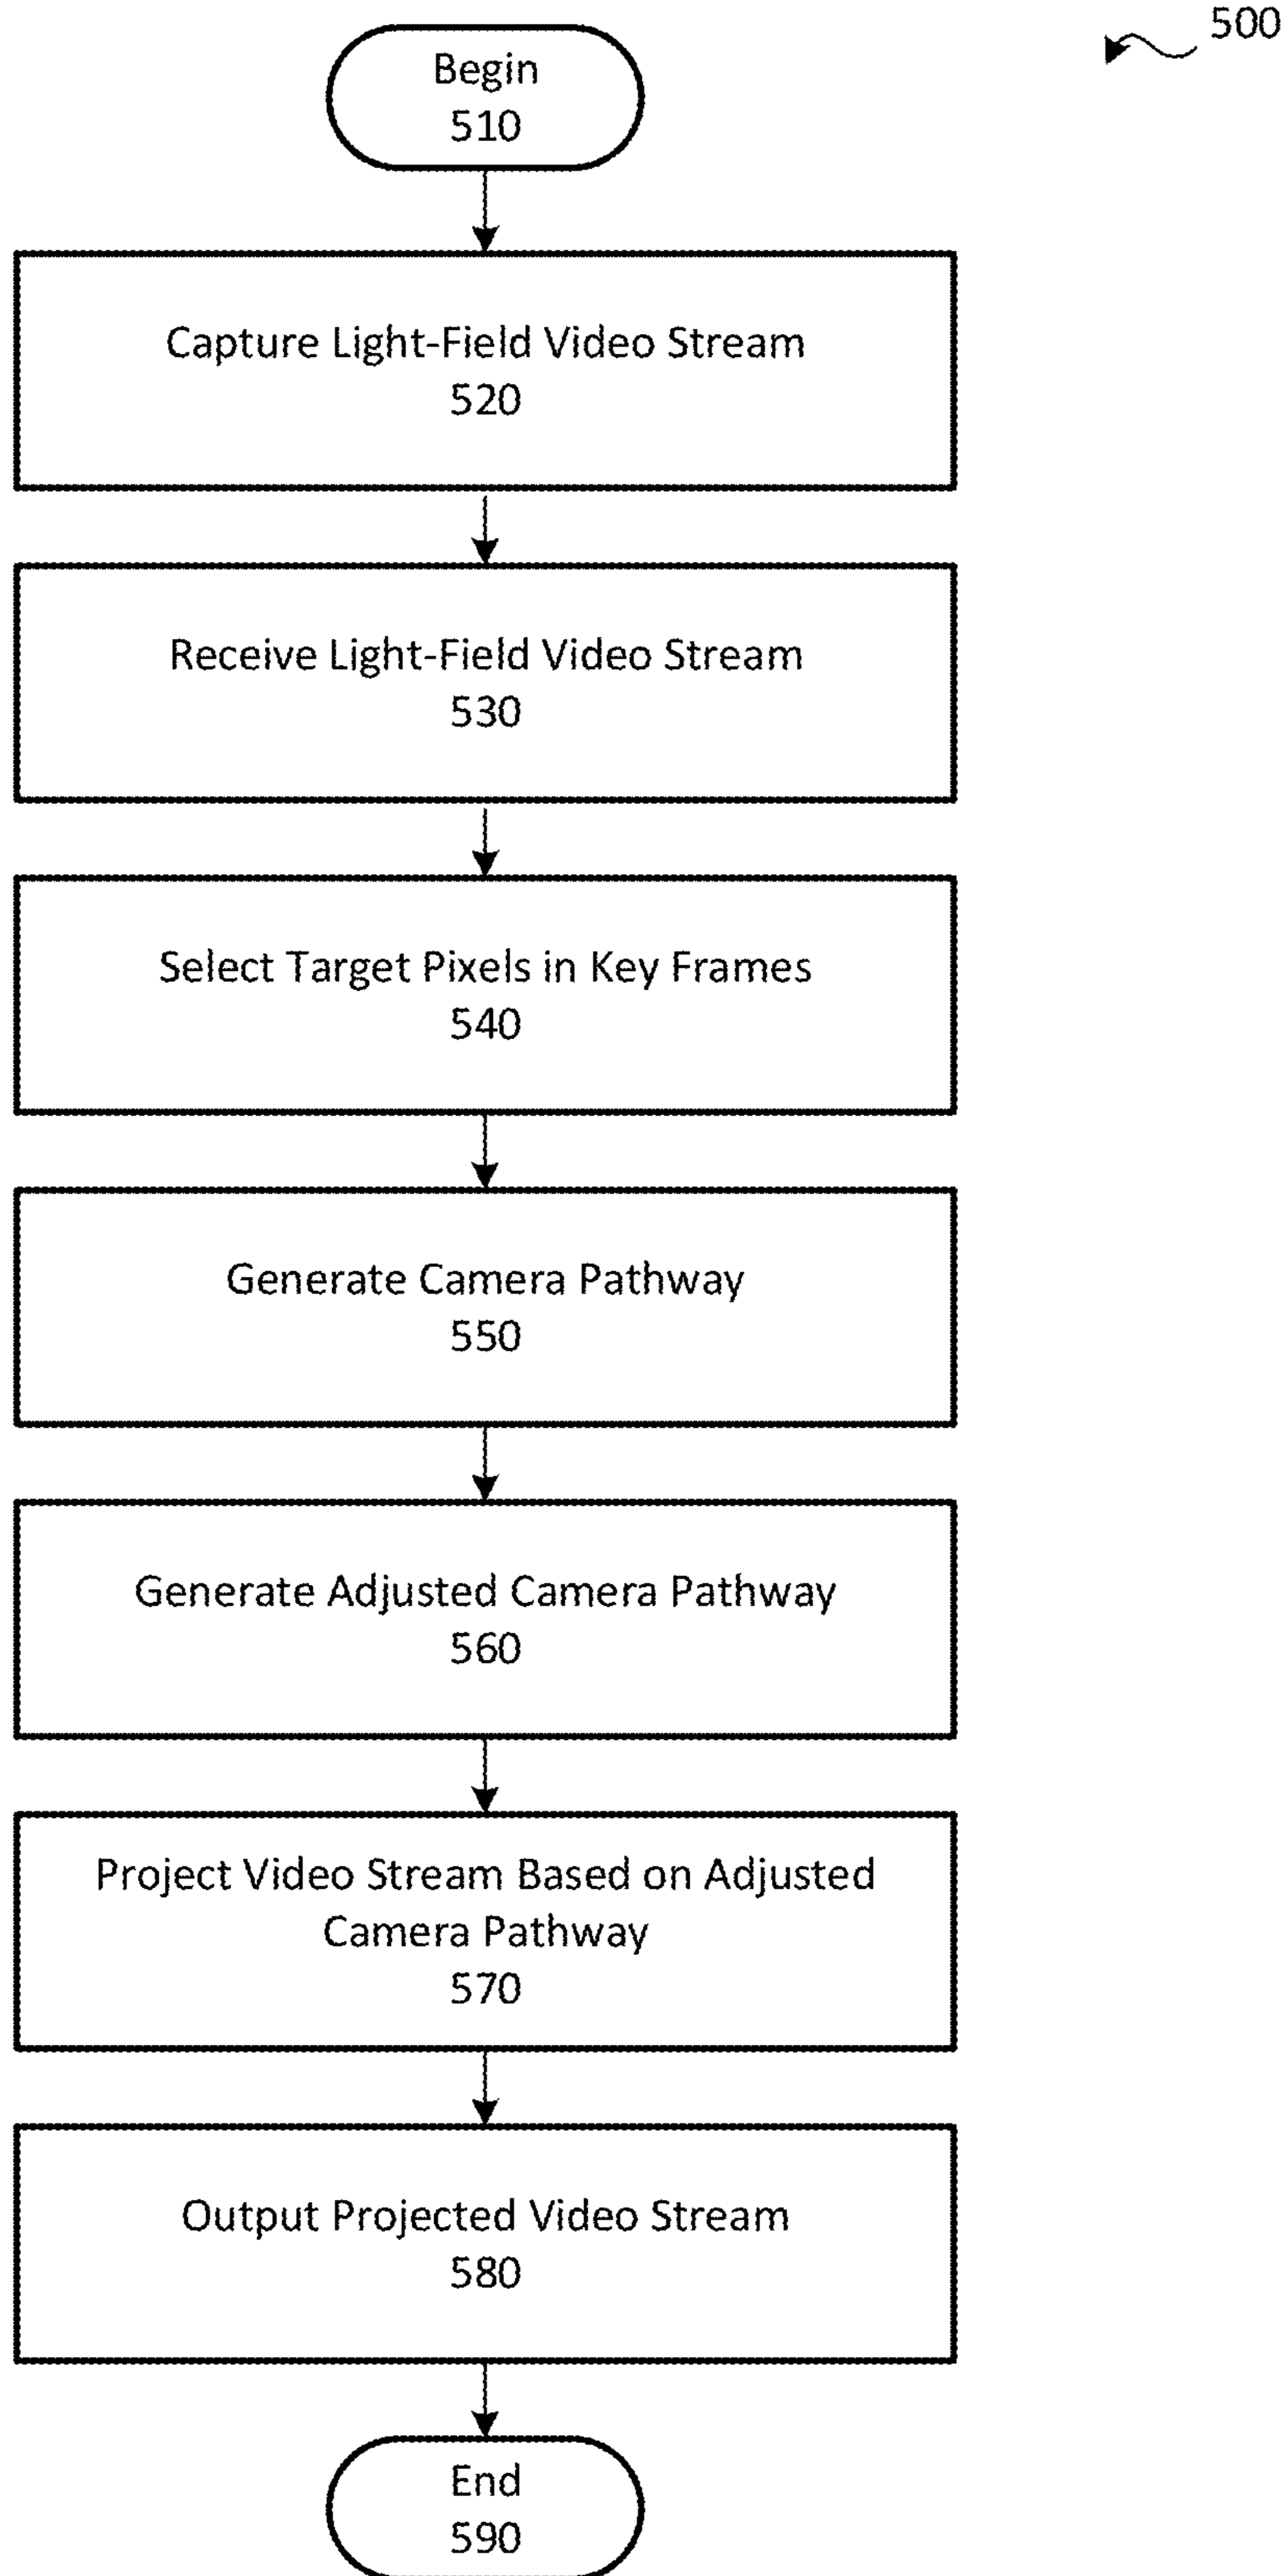 500
Begin
510
Capture Light-Field Video Stream
520
Receive Light-Field Video Stream
530
Select Target Pixels in Key Frames
540
Generate Camera Pathway
550
Generate Adjusted Camera Pathway
560
Project Video Stream Based on Adjusted
Camera Pathway
570
Output Projected Video Stream
580
End
590